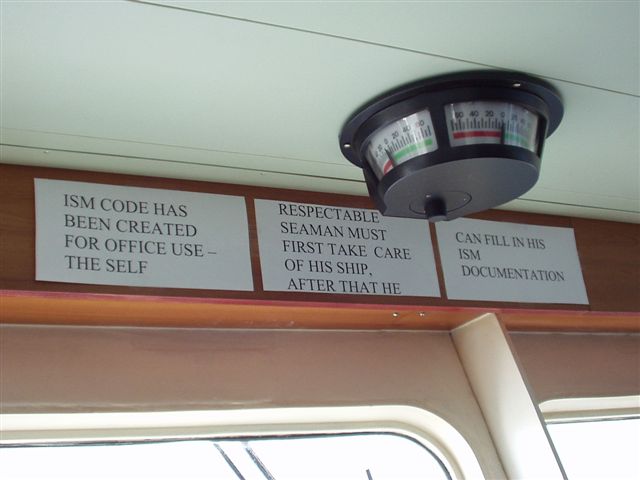 ISM CODE HAS
BEEN CREATED
FOR OFFICE USE –
THE SELF
RESPECTABLE
SEAMAN MUST
FIRST TAKE CARE
OF HIS SHIP,
AFTER THAT HE
CAN FILL IN HIS
ISM
DOCUMENTATION